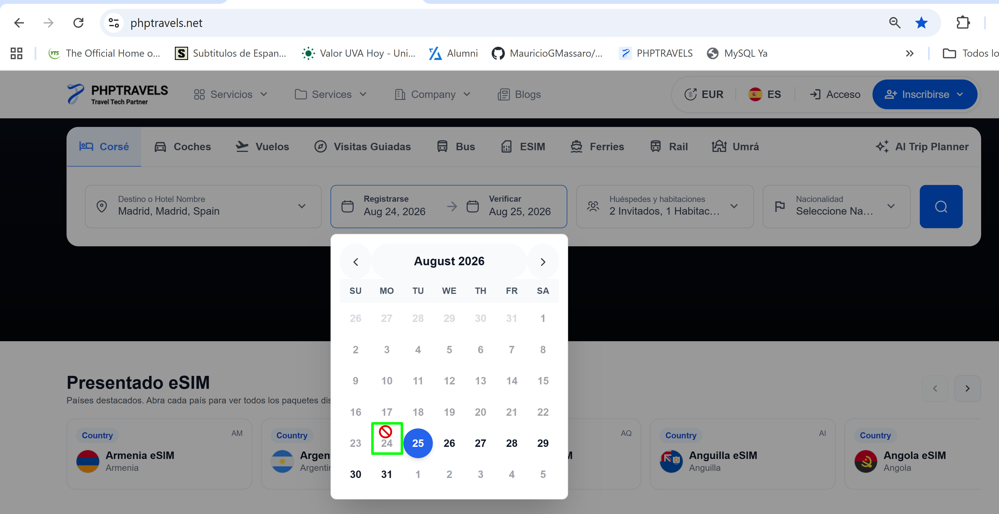 phptravels.net
The Official Home o...
Subtitulos de Espan...
Valor UVA Hoy - Uni...
Alumni
MauricioGMassaro/...
PHPTRAVELS
MySQL Ya
Todos lo
PHPTRAVELS
Travel Tech Partner
Servicios
Services
Company
Blogs
EUR
ES
Acceso
Inscribirse
Corsé
Coches
Vuelos
Visitas Guiadas
Bus
ESIM
Ferries
Rail
Umrá
AI Trip Planner
Destino o Hotel Nombre
Madrid, Madrid, Spain
Registrarse
Aug 24, 2026
Verificar
Aug 25, 2026
Huéspedes y habitaciones
2 Invitados, 1 Habitac...
Nacionalidad
Seleccione Na...
August 2026
SU MO TU WE TH FR SA
26 27 28 29 30 31 1
2 3 4 5 6 7 8
9 10 11 12 13 14 15
16 17 18 19 20 21 22
23 24 25 26 27 28 29
30 31 1 2 3 4 5
Presentado eSIM
Países destacados. Abra cada país para ver todos los paquetes dis
Country
AM
Armenia eSIM
Armenia
Country
Argen
Argentin
AQ
Country
AI
Anguilla eSIM
Anguilla
Country
Angola eSIM
Angola